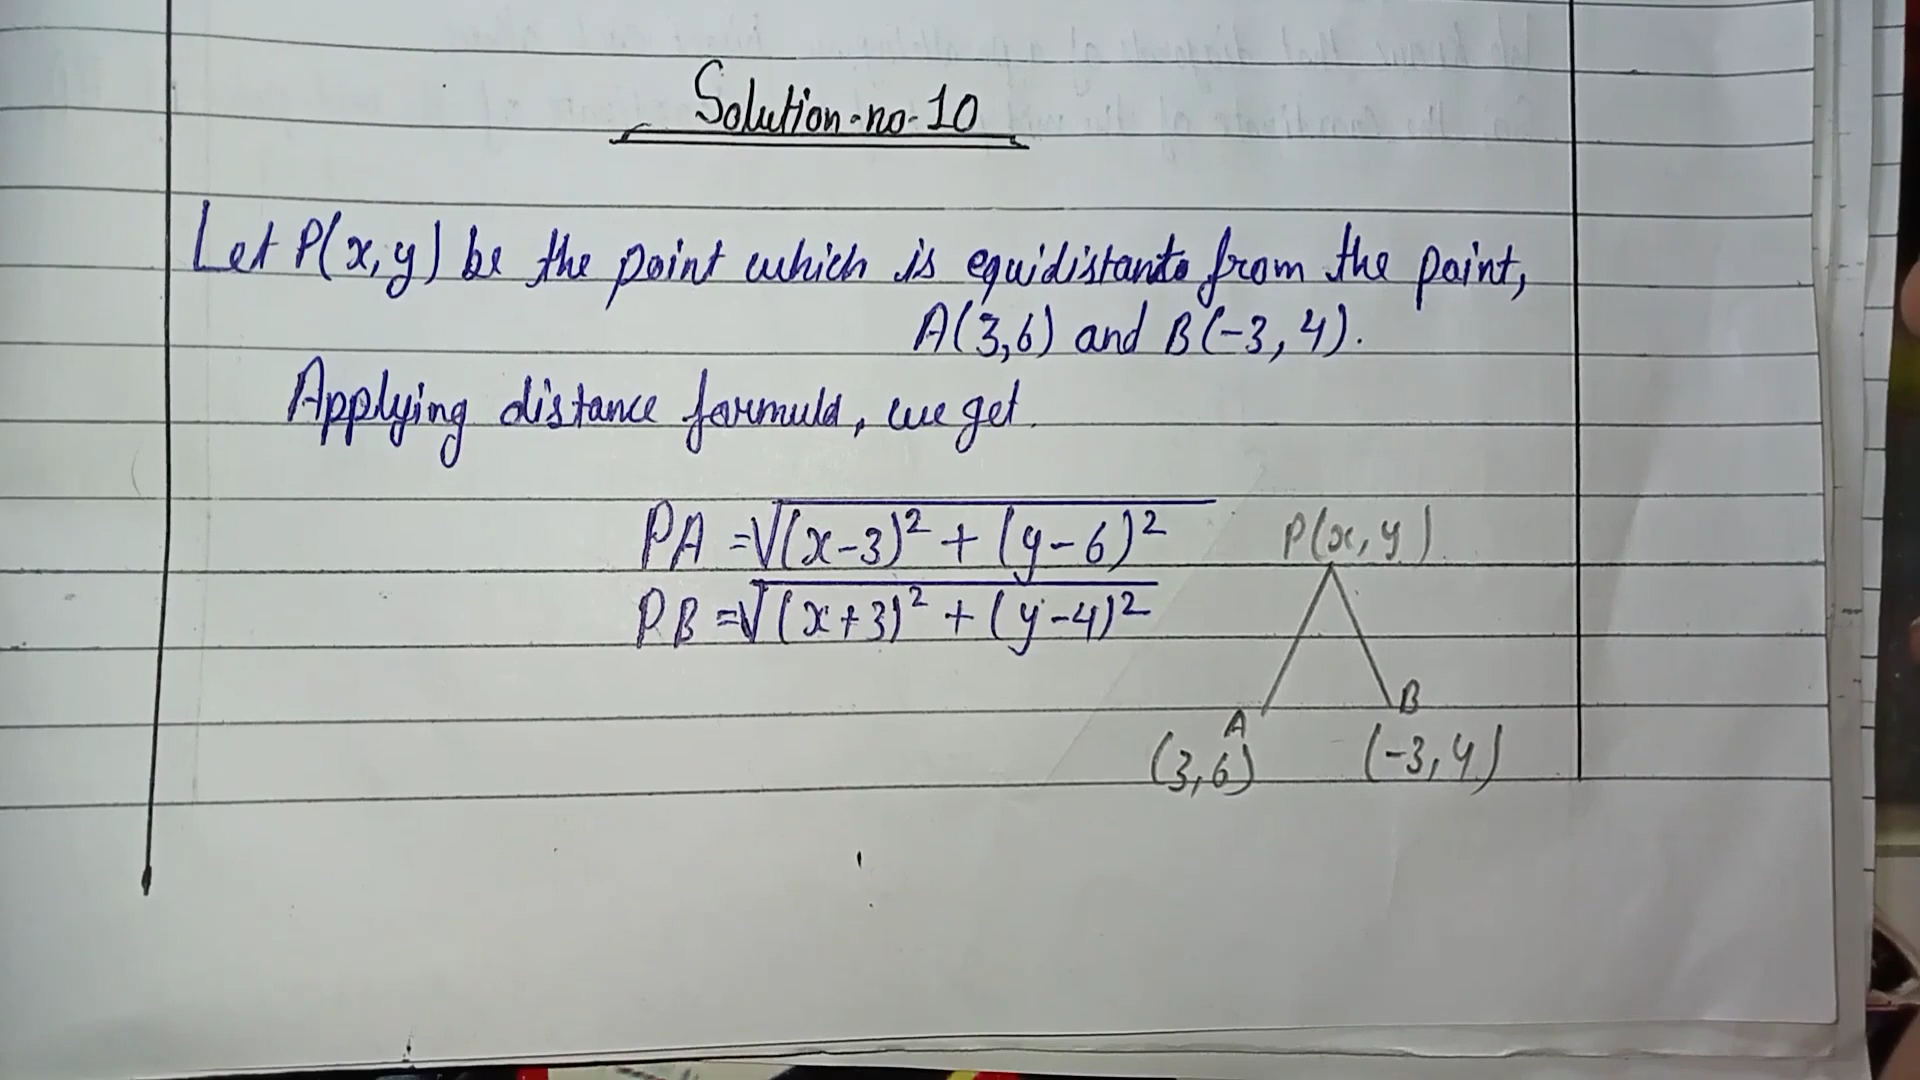 Solution-no-10
Let P(x,y) be the point which is equidistant from the point,
A(3,6) and B(-3,4).
Applying distance formula, we get.
PA = √(x-3)² + (y-6)²
PB = √(x+3)² + (y-4)²
P(x,y)
A
B
(3,6)
(-3,4)